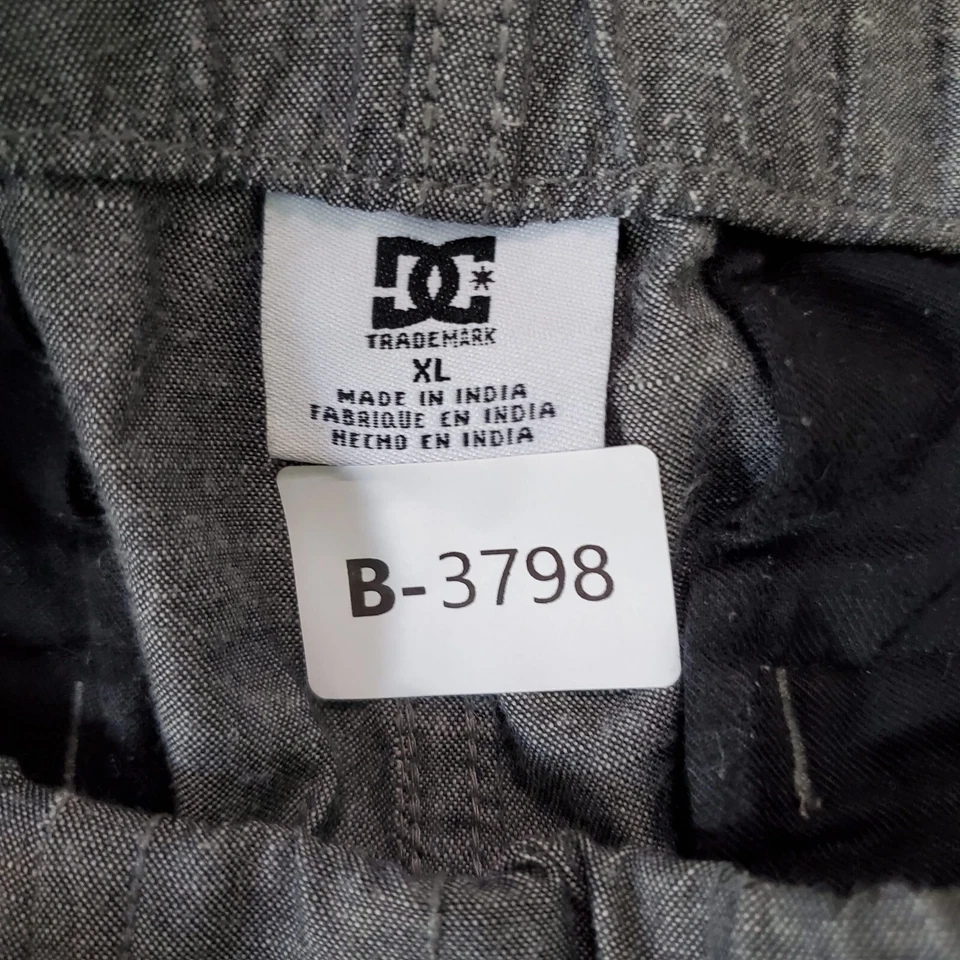 DC*
TRADEMARK
XL
MADE IN INDIA
FABRIQUE EN INDIA
HECHO EN INDIA
B-3798